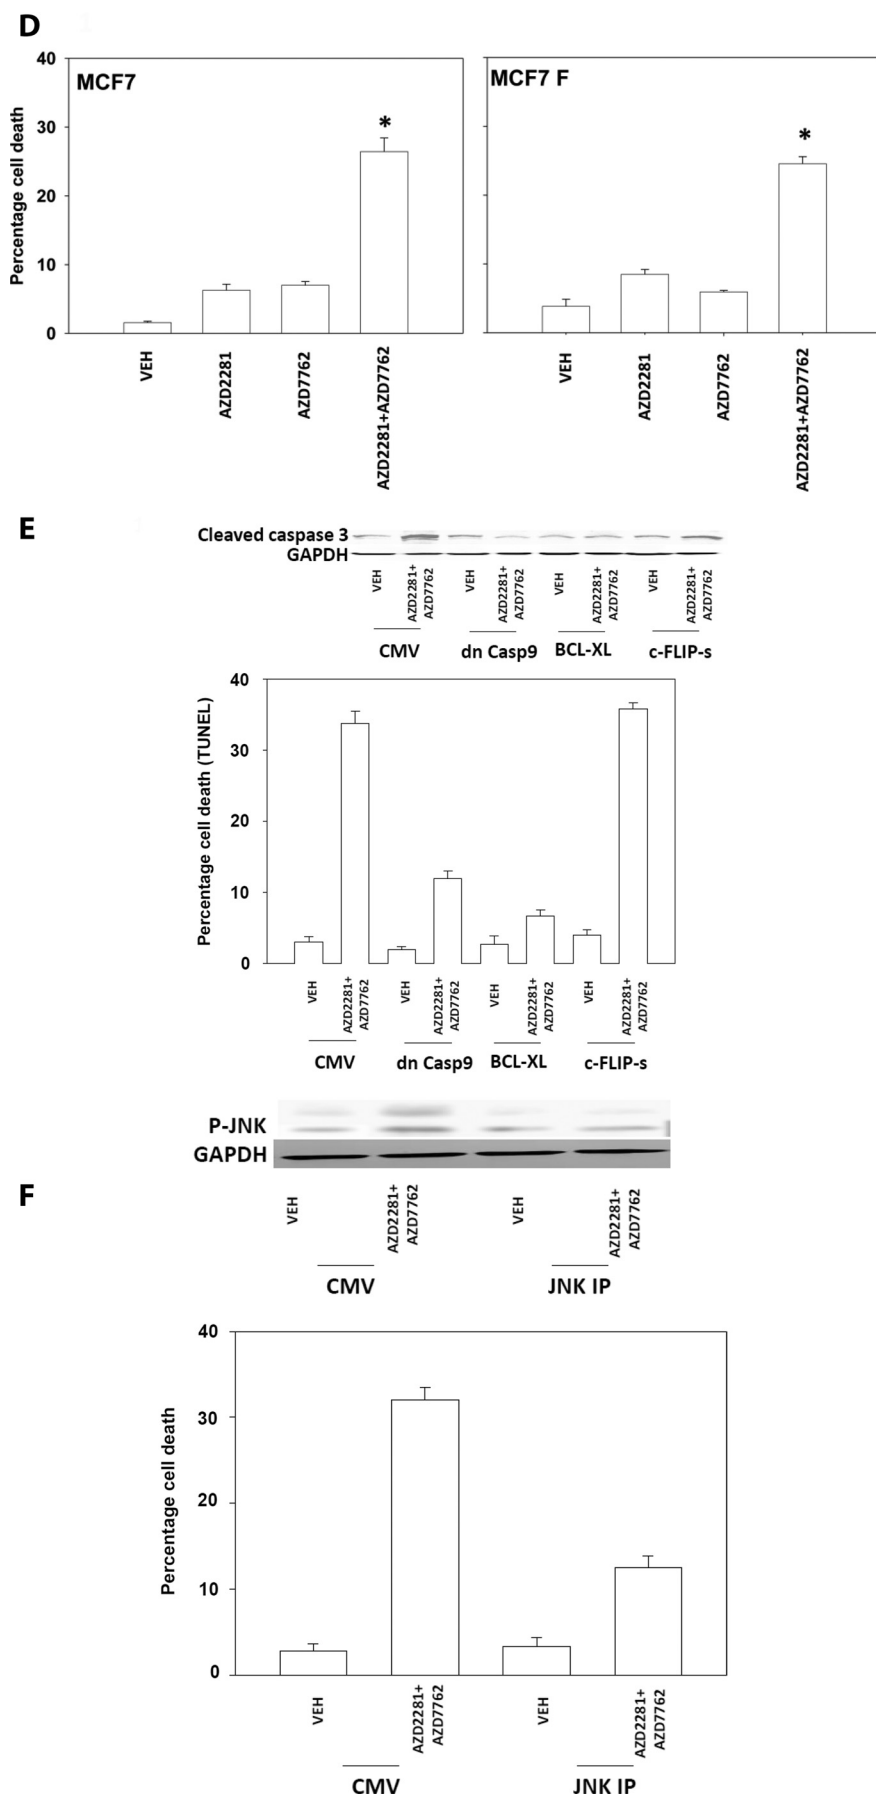 D
MCF7
MCF7 F
Percentage cell death
40
30
20
10
0
VEH
AZD2281
AZD7762
AZD2281+AZD7762
VEH
AZD2281
AZD7762
AZD2281+AZD7762
*
*
E
Cleaved caspase 3
GAPDH
VEH
AZD2281+
AZD7762
VEH
AZD2281+
AZD7762
VEH
AZD2281+
AZD7762
VEH
AZD2281+
AZD7762
CMV
dn Casp9
BCL-XL
c-FLIP-s
Percentage cell death (TUNEL)
40
30
20
10
0
VEH
AZD2281+
AZD7762
VEH
AZD2281+
AZD7762
VEH
AZD2281+
AZD7762
VEH
AZD2281+
AZD7762
CMV
dn Casp9
BCL-XL
c-FLIP-s
P-JNK
GAPDH
F
VEH
AZD2281+
AZD7762
VEH
AZD2281+
AZD7762
CMV
JNK IP
Percentage cell death
40
30
20
10
0
VEH
AZD2281+
AZD7762
VEH
AZD2281+
AZD7762
CMV
JNK IP